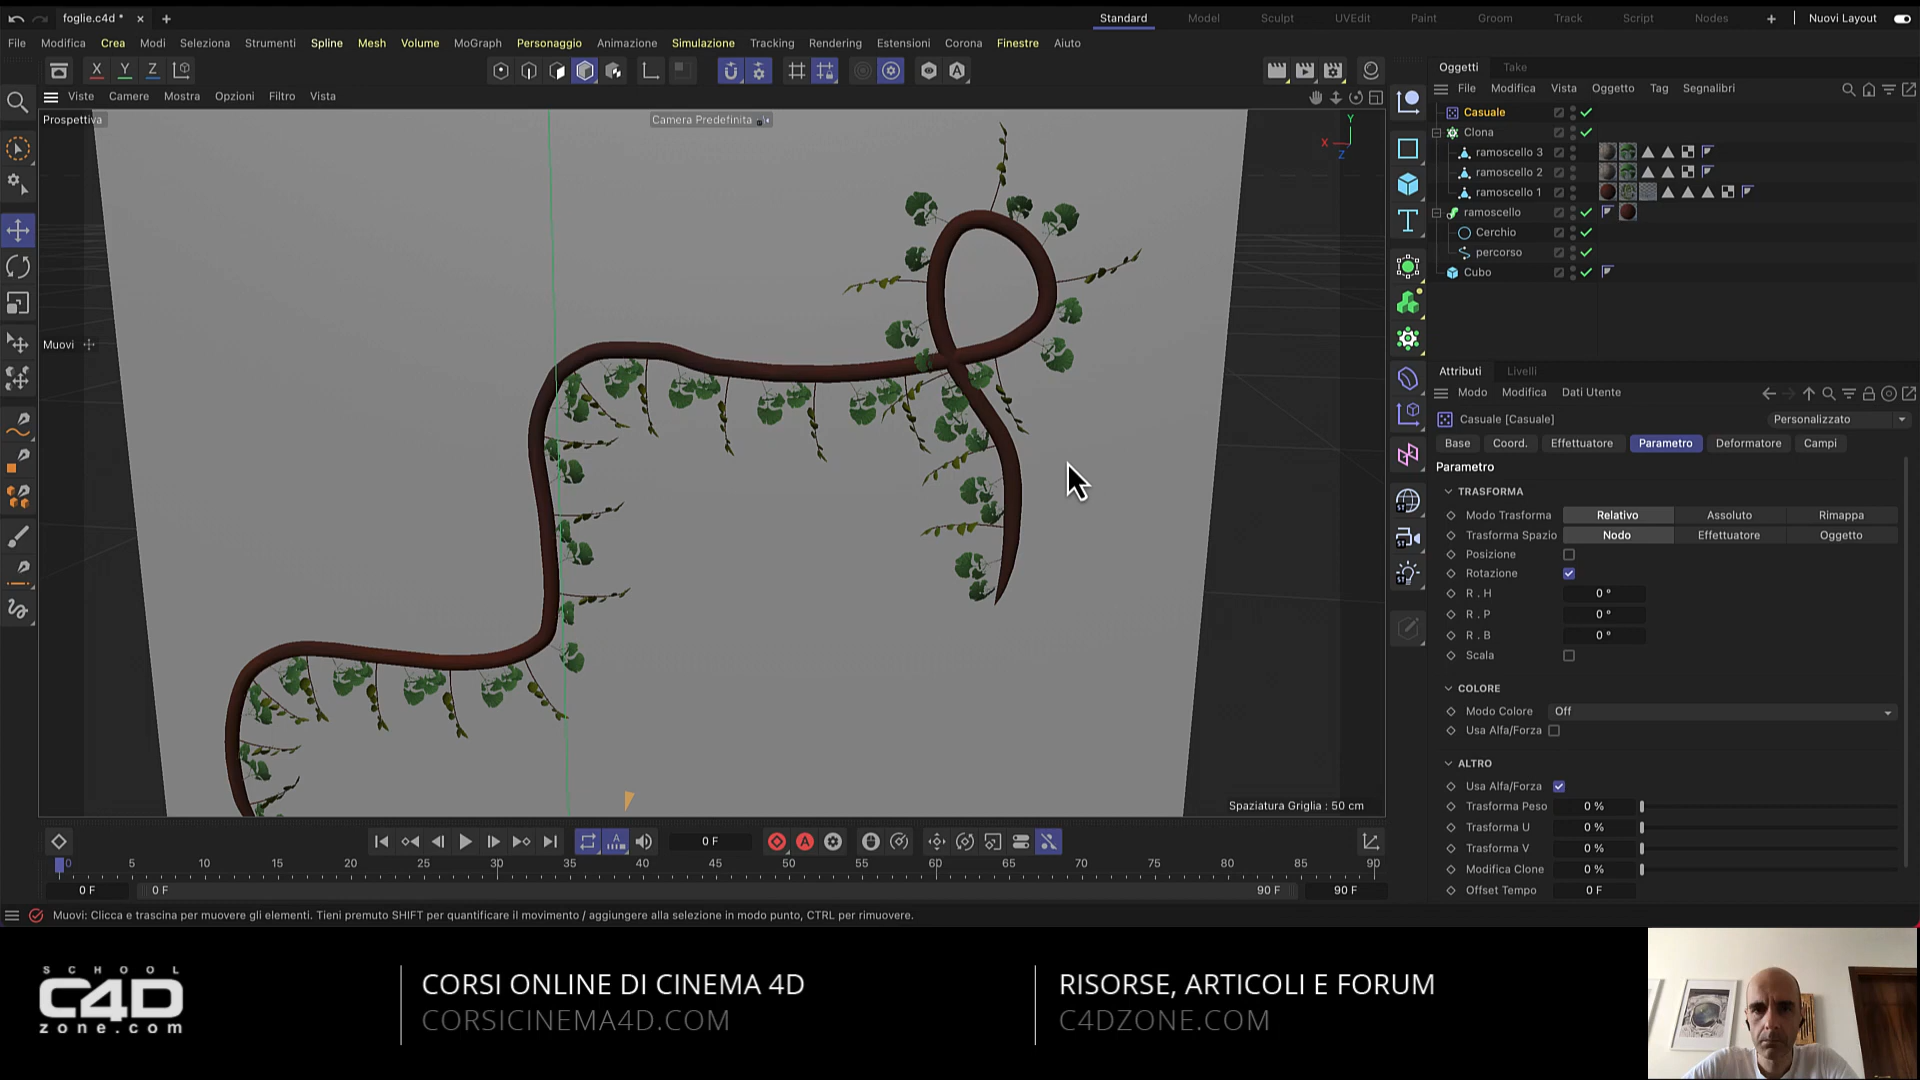 foglie.c4d *
Standard Model Sculpt UVEdit Paint Groom Track Script Nodes Nuovi Layout
File Modifica Crea Modi Seleziona Strumenti Spline Mesh Volume MoGraph Personaggio Animazione Simulazione Tracking Rendering Estensioni Corona Finestre Aiuto
X Y Z
Viste Camere Mostra Opzioni Filtro Vista
Prospettiva
Camera Predefinita
Y
X
Z
Muovi
Spaziatura Griglia : 50 cm
Oggetti Take
File Modifica Vista Oggetto Tag Segnalibri
Casuale
Clona
ramoscello 3
ramoscello 2
ramoscello 1
ramoscello
Cerchio
percorso
Cubo
Attributi Livelli
Modo Modifica Dati Utente
Casuale [Casuale] Personalizzato
Base Coord. Effettuatore Parametro Deformatore Campi
Parametro
TRASFORMA
Modo Trasforma Relativo Assoluto Rimappa
Trasforma Spazio Nodo Effettuatore Oggetto
Posizione
Rotazione
R . H 0 °
R . P 0 °
R . B 0 °
Scala
COLORE
Modo Colore Off
Usa Alfa/Forza
ALTRO
Usa Alfa/Forza
Trasforma Peso 0 %
Trasforma U 0 %
Trasforma V 0 %
Modifica Clone 0 %
Offset Tempo 0 F
0 F
0 5 10 15 20 25 30 35 40 45 50 55 60 65 70 75 80 85 90
0 F 0 F 90 F 90 F
Muovi: Clicca e trascina per muovere gli elementi. Tieni premuto SHIFT per quantificare il movimento / aggiungere alla selezione in modo punto, CTRL per rimuovere.
SCHOOL
C4D
zone.com
CORSI ONLINE DI CINEMA 4D
CORSICINEMA4D.COM
RISORSE, ARTICOLI E FORUM
C4DZONE.COM